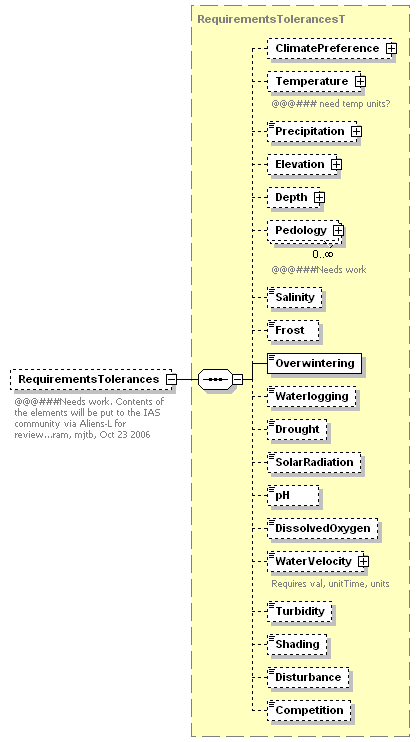 RequirementsTolerancesT
ClimatePreference
Temperature
@@@### need temp units?
Precipitation
Elevation
Depth
Pedology
0..∞
@@@###Needs work
Salinity
Frost
Overwintering
RequirementsTolerances
@@@###Needs work. Contents of
the elements will be put to the IAS
community via Aliens-L for
review...ram, mjtb, Oct 23 2006
Waterlogging
Drought
SolarRadiation
pH
DissolvedOxygen
WaterVelocity
Requires val, unitTime, units
Turbidity
Shading
Disturbance
Competition